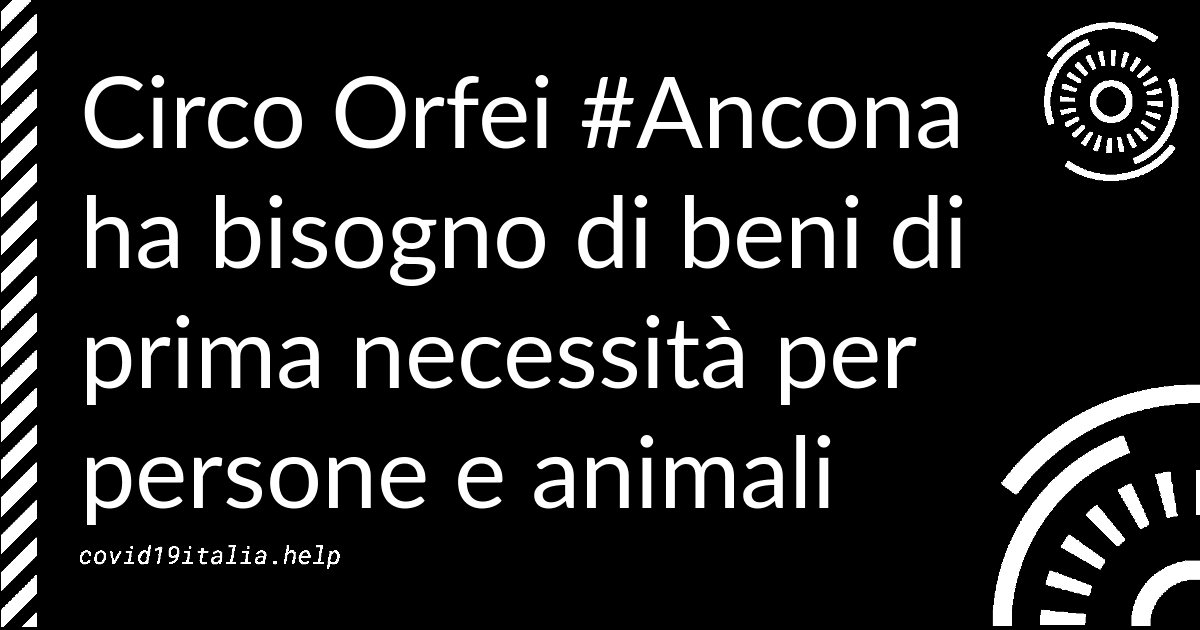 Circo Orfei #Ancona
ha bisogno di beni di
prima necessità per
persone e animali
covid19italia.help